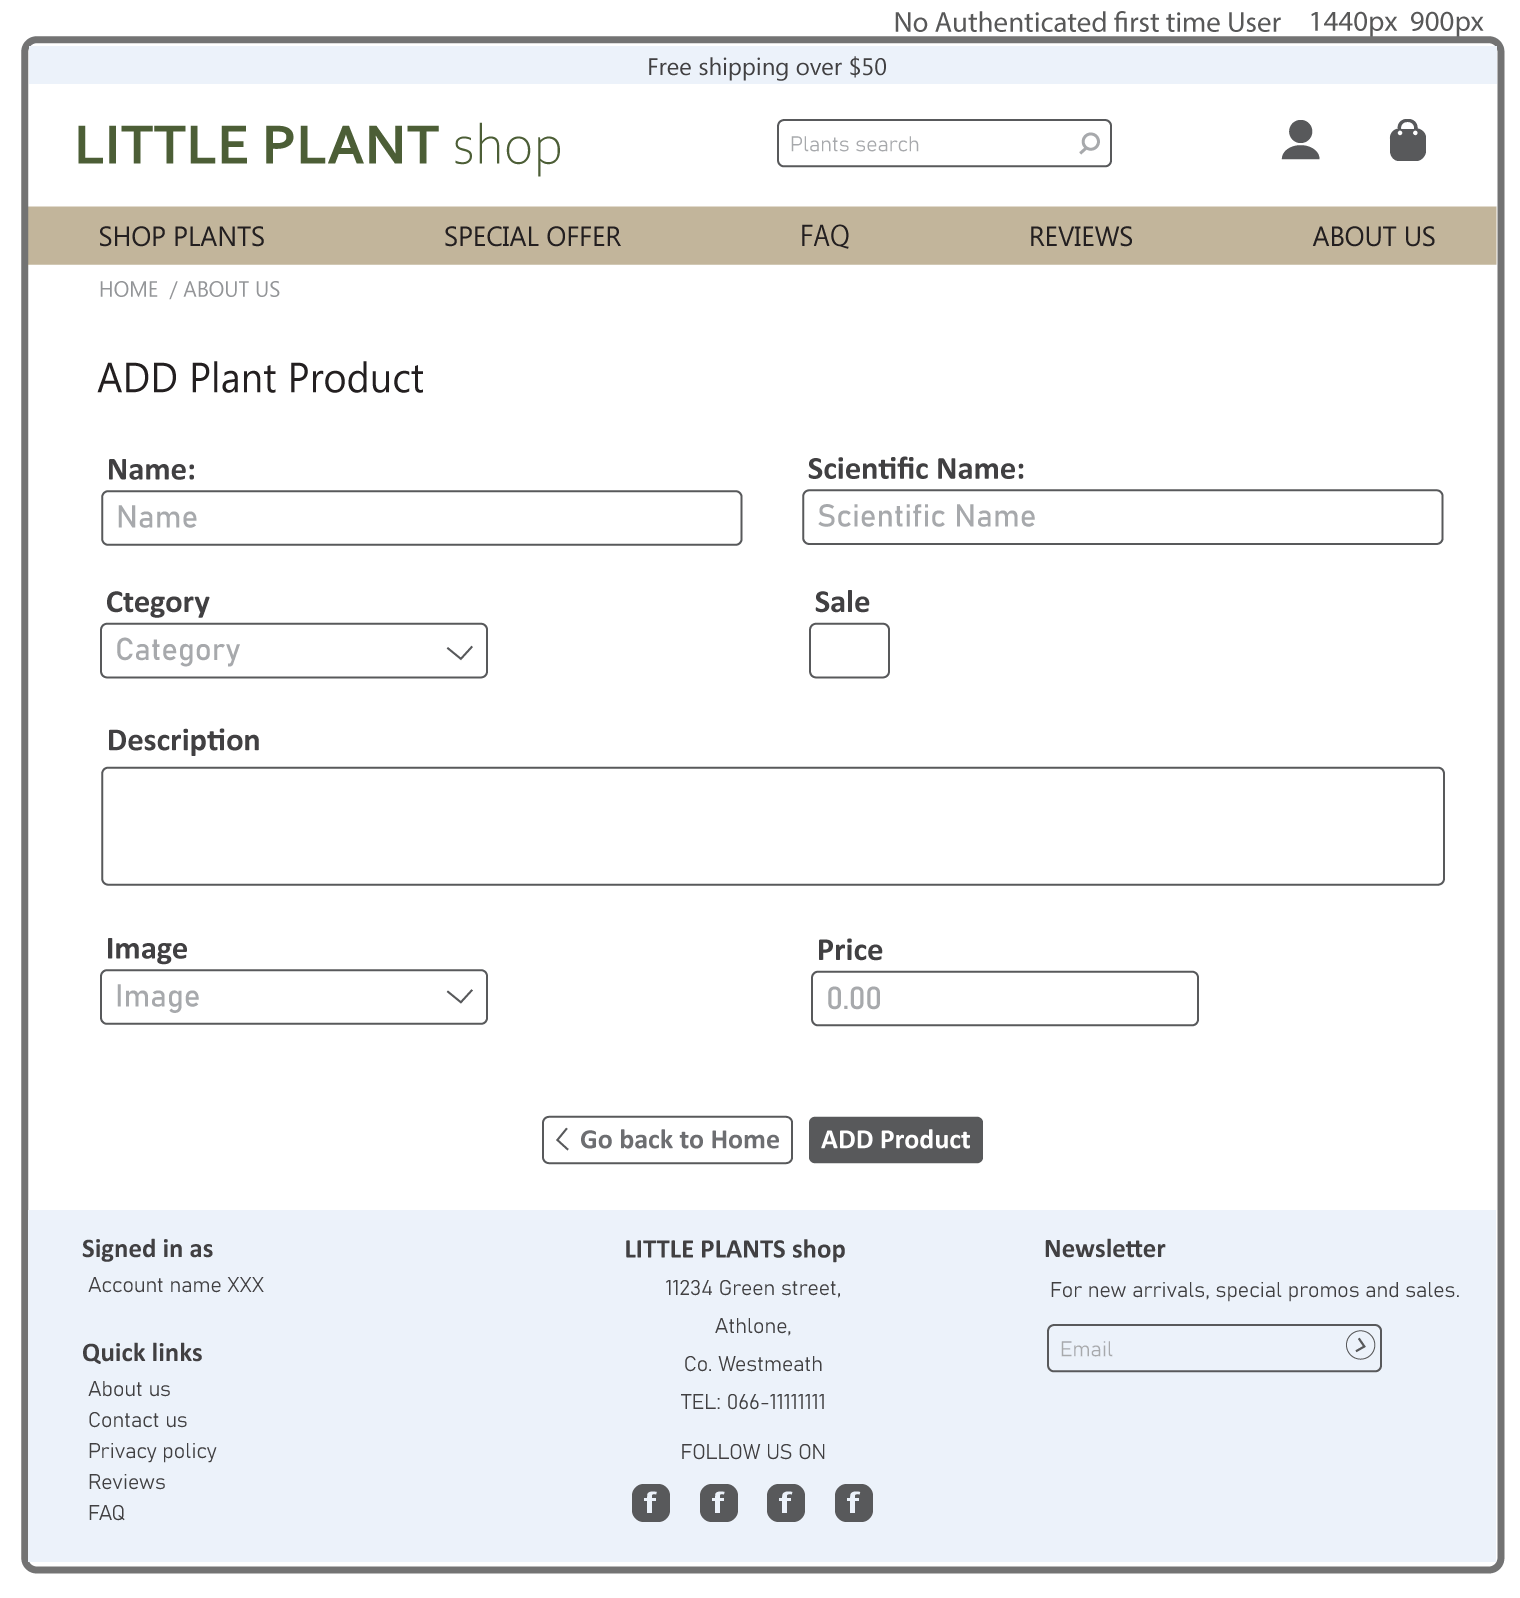 No Authenticated first time User 1440px 900px
Free shipping over $50
LITTLE PLANT shop
Plants search
SHOP PLANTS SPECIAL OFFER FAQ REVIEWS ABOUT US
HOME / ABOUT US
ADD Plant Product
Name: Scientific Name:
Name Scientific Name
Ctegory Sale
Category
Description
Image Price
Image 0.00
Go back to Home ADD Product
Signed in as
Account name XXX
Quick links
About us
Contact us
Privacy policy
Reviews
FAQ
LITTLE PLANTS shop
11234 Green street,
Athlone,
Co. Westmeath
TEL: 066-11111111
FOLLOW US ON
f f f f
Newsletter
For new arrivals, special promos and sales.
Email